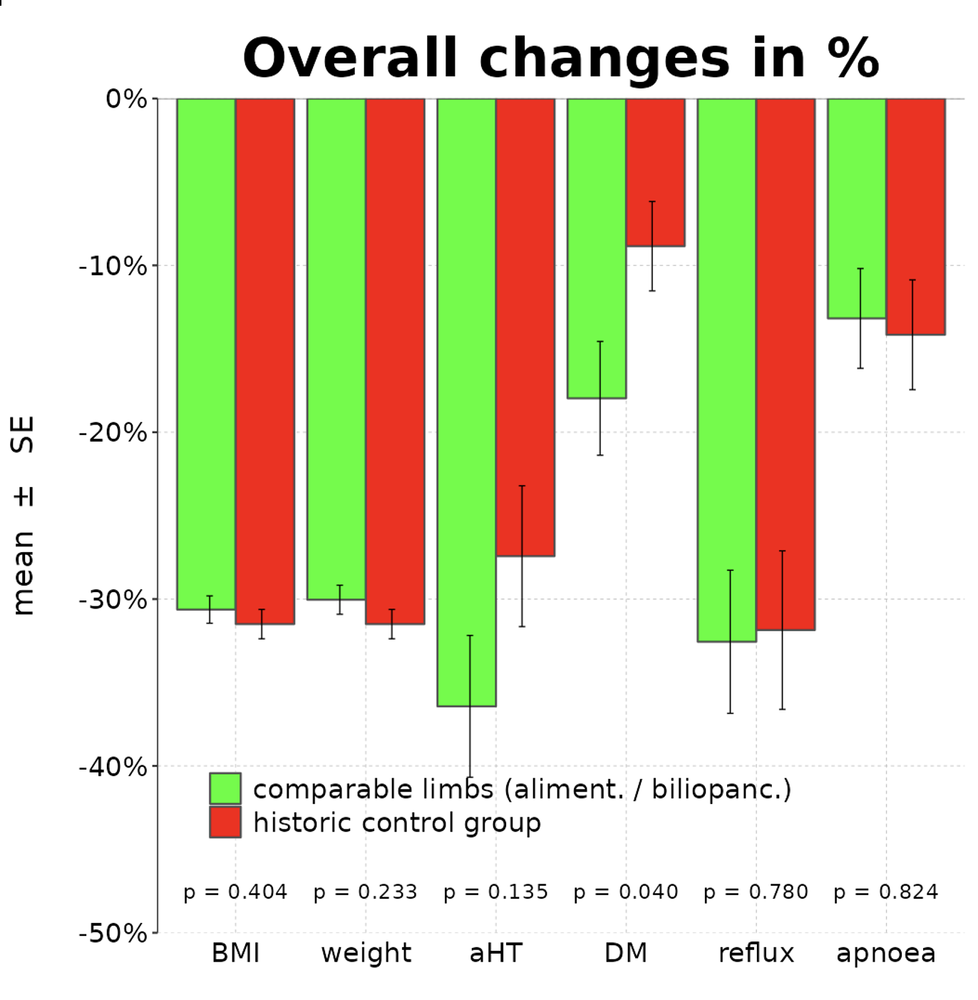 Overall changes in %
0%
-10%
-20%
-30%
-40%
-50%
mean ± SE
comparable limbs (aliment. / biliopanc.)
historic control group
p = 0.404 p = 0.233 p = 0.135 p = 0.040 p = 0.780 p = 0.824
BMI weight aHT DM reflux apnoea